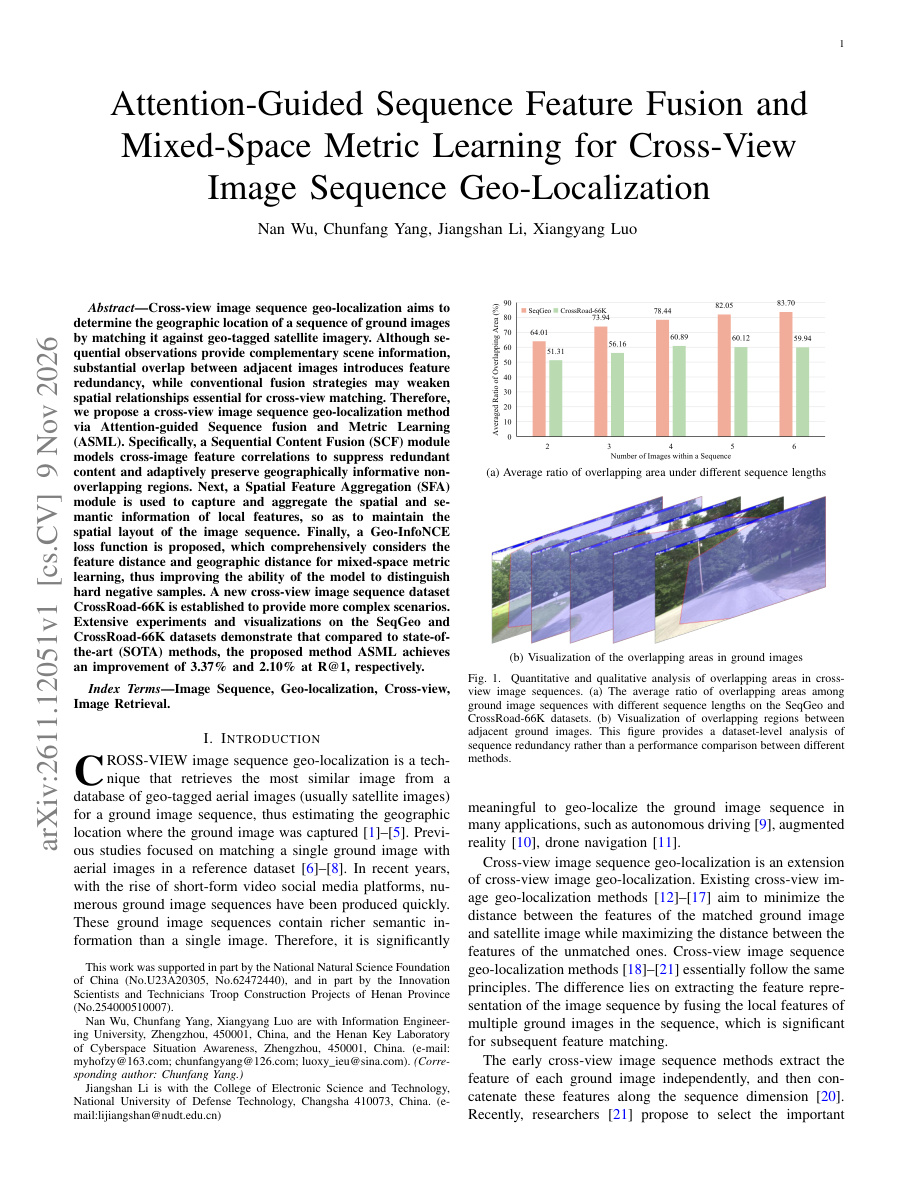 1
Attention-Guided Sequence Feature Fusion and
Mixed-Space Metric Learning for Cross-View
Image Sequence Geo-Localization
Nan Wu, Chunfang Yang, Jiangshan Li, Xiangyang Luo
arXiv:2611.12051v1 [cs.CV] 9 Nov 2026
Abstract—Cross-view image sequence geo-localization aims to
determine the geographic location of a sequence of ground images
by matching it against geo-tagged satellite imagery. Although se-
quential observations provide complementary scene information,
substantial overlap between adjacent images introduces feature
redundancy, while conventional fusion strategies may weaken
spatial relationships essential for cross-view matching. Therefore,
we propose a cross-view image sequence geo-localization method
via Attention-guided Sequence fusion and Metric Learning
(ASML). Specifically, a Sequential Content Fusion (SCF) module
models cross-image feature correlations to suppress redundant
content and adaptively preserve geographically informative non-
overlapping regions. Next, a Spatial Feature Aggregation (SFA)
module is used to capture and aggregate the spatial and se-
mantic information of local features, so as to maintain the
spatial layout of the image sequence. Finally, a Geo-InfoNCE
loss function is proposed, which comprehensively considers the
feature distance and geographic distance for mixed-space metric
learning, thus improving the ability of the model to distinguish
hard negative samples. A new cross-view image sequence dataset
CrossRoad-66K is established to provide more complex scenarios.
Extensive experiments and visualizations on the SeqGeo and
CrossRoad-66K datasets demonstrate that compared to state-of-
the-art (SOTA) methods, the proposed method ASML achieves
an improvement of 3.37% and 2.10% at R@1, respectively.
Index Terms—Image Sequence, Geo-localization, Cross-view,
Image Retrieval.
I. INTRODUCTION
CROSS-VIEW image sequence geo-localization is a tech-
nique that retrieves the most similar image from a
database of geo-tagged aerial images (usually satellite images)
for a ground image sequence, thus estimating the geographic
location where the ground image was captured [1]–[5]. Previ-
ous studies focused on matching a single ground image with
aerial images in a reference dataset [6]–[8]. In recent years,
with the rise of short-form video social media platforms, nu-
merous ground image sequences have been produced quickly.
These ground image sequences contain richer semantic in-
formation than a single image. Therefore, it is significantly
This work was supported in part by the National Natural Science Foundation
of China (No.U23A20305, No.62472440), and in part by the Innovation
Scientists and Technicians Troop Construction Projects of Henan Province
(No.254000510007).
Nan Wu, Chunfang Yang, Xiangyang Luo are with Information Engineer-
ing University, Zhengzhou, 450001, China, and the Henan Key Laboratory
of Cyberspace Situation Awareness, Zhengzhou, 450001, China. (e-mail:
myhofzy@163.com; chunfangyang@126.com; luoxy_ieu@sina.com). (Corre-
sponding author: Chunfang Yang.)
Jiangshan Li is with the College of Electronic Science and Technology,
National University of Defense Technology, Changsha 410073, China. (e-
mail:lijiangshan@nudt.edu.cn)
Averaged Ratio of Overlapping Area (%)
90
80
70
60
50
40
30
20
10
0
SeqGeo CrossRoad-66K
64.01
51.31
73.94
56.16
78.44
60.89
82.05
60.12
83.70
59.94
2 3 4 5 6
Number of Images within a Sequence
(a) Average ratio of overlapping area under different sequence lengths
(b) Visualization of the overlapping areas in ground images
Fig. 1. Quantitative and qualitative analysis of overlapping areas in cross-
view image sequences. (a) The average ratio of overlapping areas among
ground image sequences with different sequence lengths on the SeqGeo and
CrossRoad-66K datasets. (b) Visualization of overlapping regions between
adjacent ground images. This figure provides a dataset-level analysis of
sequence redundancy rather than a performance comparison between different
methods.
meaningful to geo-localize the ground image sequence in
many applications, such as autonomous driving [9], augmented
reality [10], drone navigation [11].
Cross-view image sequence geo-localization is an extension
of cross-view image geo-localization. Existing cross-view im-
age geo-localization methods [12]–[17] aim to minimize the
distance between the features of the matched ground image
and satellite image while maximizing the distance between the
features of the unmatched ones. Cross-view image sequence
geo-localization methods [18]–[21] essentially follow the same
principles. The difference lies on extracting the feature repre-
sentation of the image sequence by fusing the local features of
multiple ground images in the sequence, which is significant
for subsequent feature matching.
The early cross-view image sequence methods extract the
feature of each ground image independently, and then con-
catenate these features along the sequence dimension [20].
Recently, researchers [21] propose to select the important